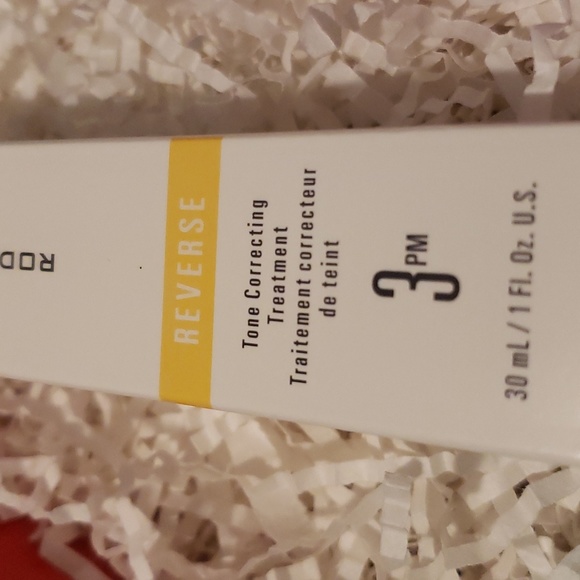 ROD
REVERSE
Tone Correcting
Treatment
Traitement correcteur
de teint
3PM
30 mL / 1 Fl. Oz. U.S.